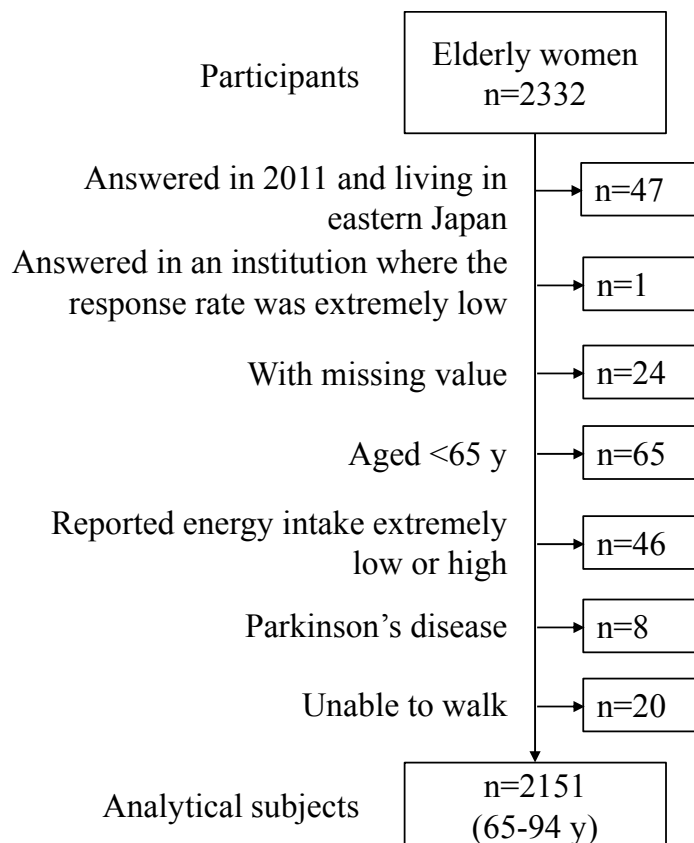 Participants
Elderly women
n=2332
Answered in 2011 and living in
eastern Japan
n=47
Answered in an institution where the
response rate was extremely low
n=1
With missing value
n=24
Aged <65 y
n=65
Reported energy intake extremely
low or high
n=46
Parkinson’s disease
n=8
Unable to walk
n=20
Analytical subjects
n=2151
(65-94 y)